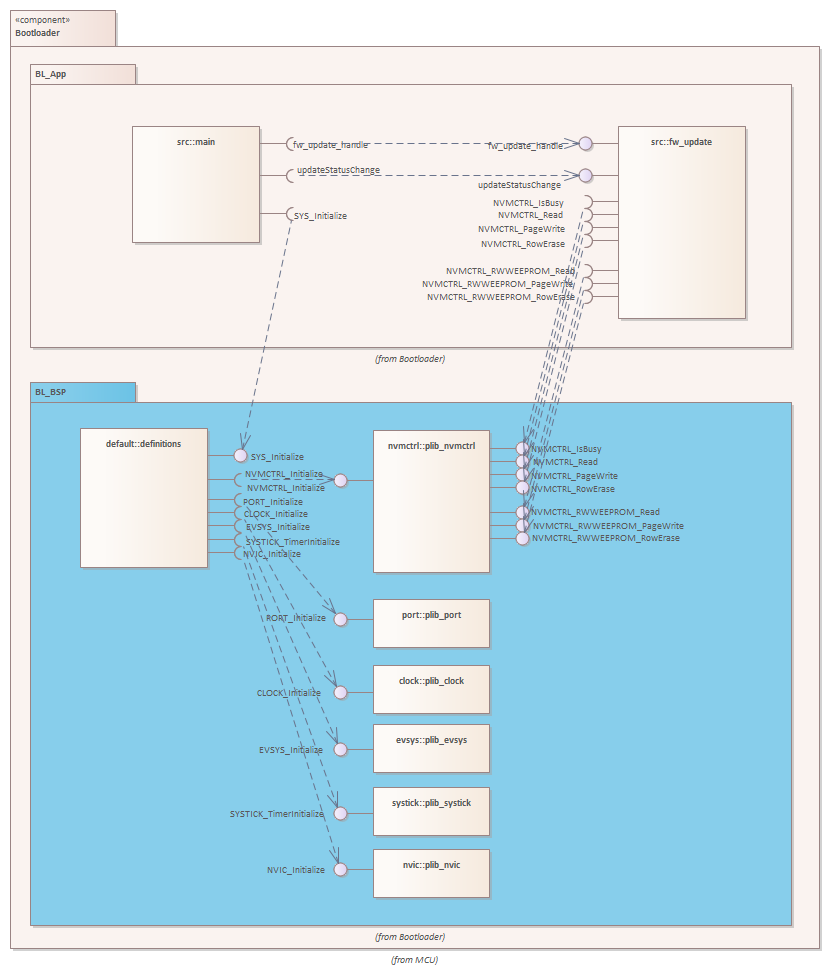 «component»
Bootloader
BL_App
src::main
src::fw_update
fw_update_handle
fw_update_handle
updateStatusChange
updateStatusChange
SYS_Initialize
NVMCTRL_IsBusy
NVMCTRL_Read
NVMCTRL_PageWrite
NVMCTRL_RowErase
NVMCTRL_RWWEEPROM_Read
NVMCTRL_RWWEEPROM_PageWrite
NVMCTRL_RWWEEPROM_RowErase
(from Bootloader)
BL_BSP
default::definitions
nvmctrl::plib_nvmctrl
SYS_Initialize
NVMCTRL_Initialize
NVMCTRL_Initialize
PORT_Initialize
CLOCK_Initialize
EVSYS_Initialize
SYSTICK_TimerInitialize
NVIC_Initialize
NVMCTRL_IsBusy
NVMCTRL_Read
NVMCTRL_PageWrite
NVMCTRL_RowErase
NVMCTRL_RWWEEPROM_Read
NVMCTRL_RWWEEPROM_PageWrite
NVMCTRL_RWWEEPROM_RowErase
PORT_Initialize
port::plib_port
CLOCK_Initialize
clock::plib_clock
EVSYS_Initialize
evsys::plib_evsys
SYSTICK_TimerInitialize
systick::plib_systick
NVIC_Initialize
nvic::plib_nvic
(from Bootloader)
(from MCU)